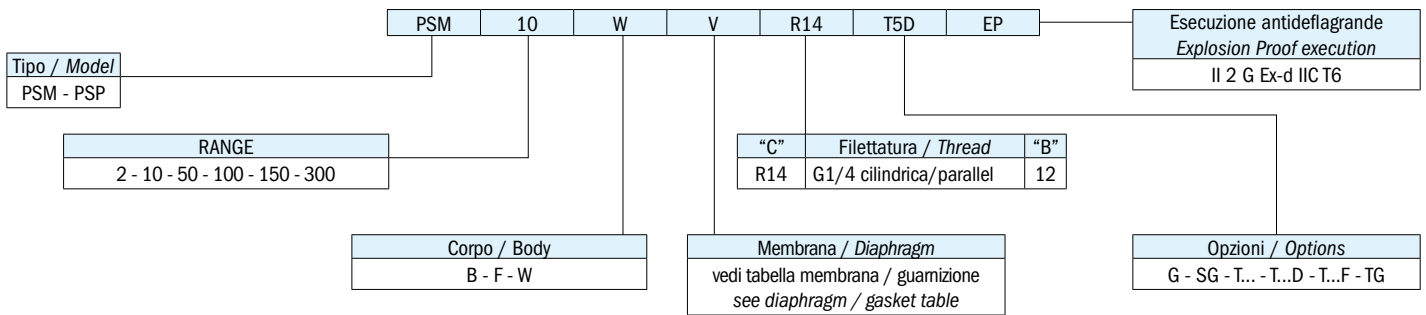 PSM 10 W V R14 T5D EP
Esecuzione antideflagrante
Explosion Proof execution
II 2 G Ex-d IIC T6
Tipo / Model
PSM - PSP
RANGE
2 - 10 - 50 - 100 - 150 - 300
“C” Filettatura / Thread “B”
R14 G1/4 cilindrica/parallel 12
Corpo / Body
B - F - W
Membrana / Diaphragm
vedi tabella membrana / guarnizione
see diaphragm / gasket table
Opzioni / Options
G - SG - T... - T...D - T...F - TG